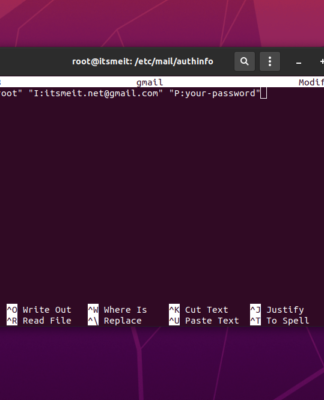 root@itsmeit: /etc/mail/authinfo
gmail Modif
root" "I:itsmeit.net@gmail.com" "P:your-password"
^O Write Out ^W Where Is ^K Cut Text ^J Justify
^R Read File ^\ Replace ^U Paste Text ^T To Spell